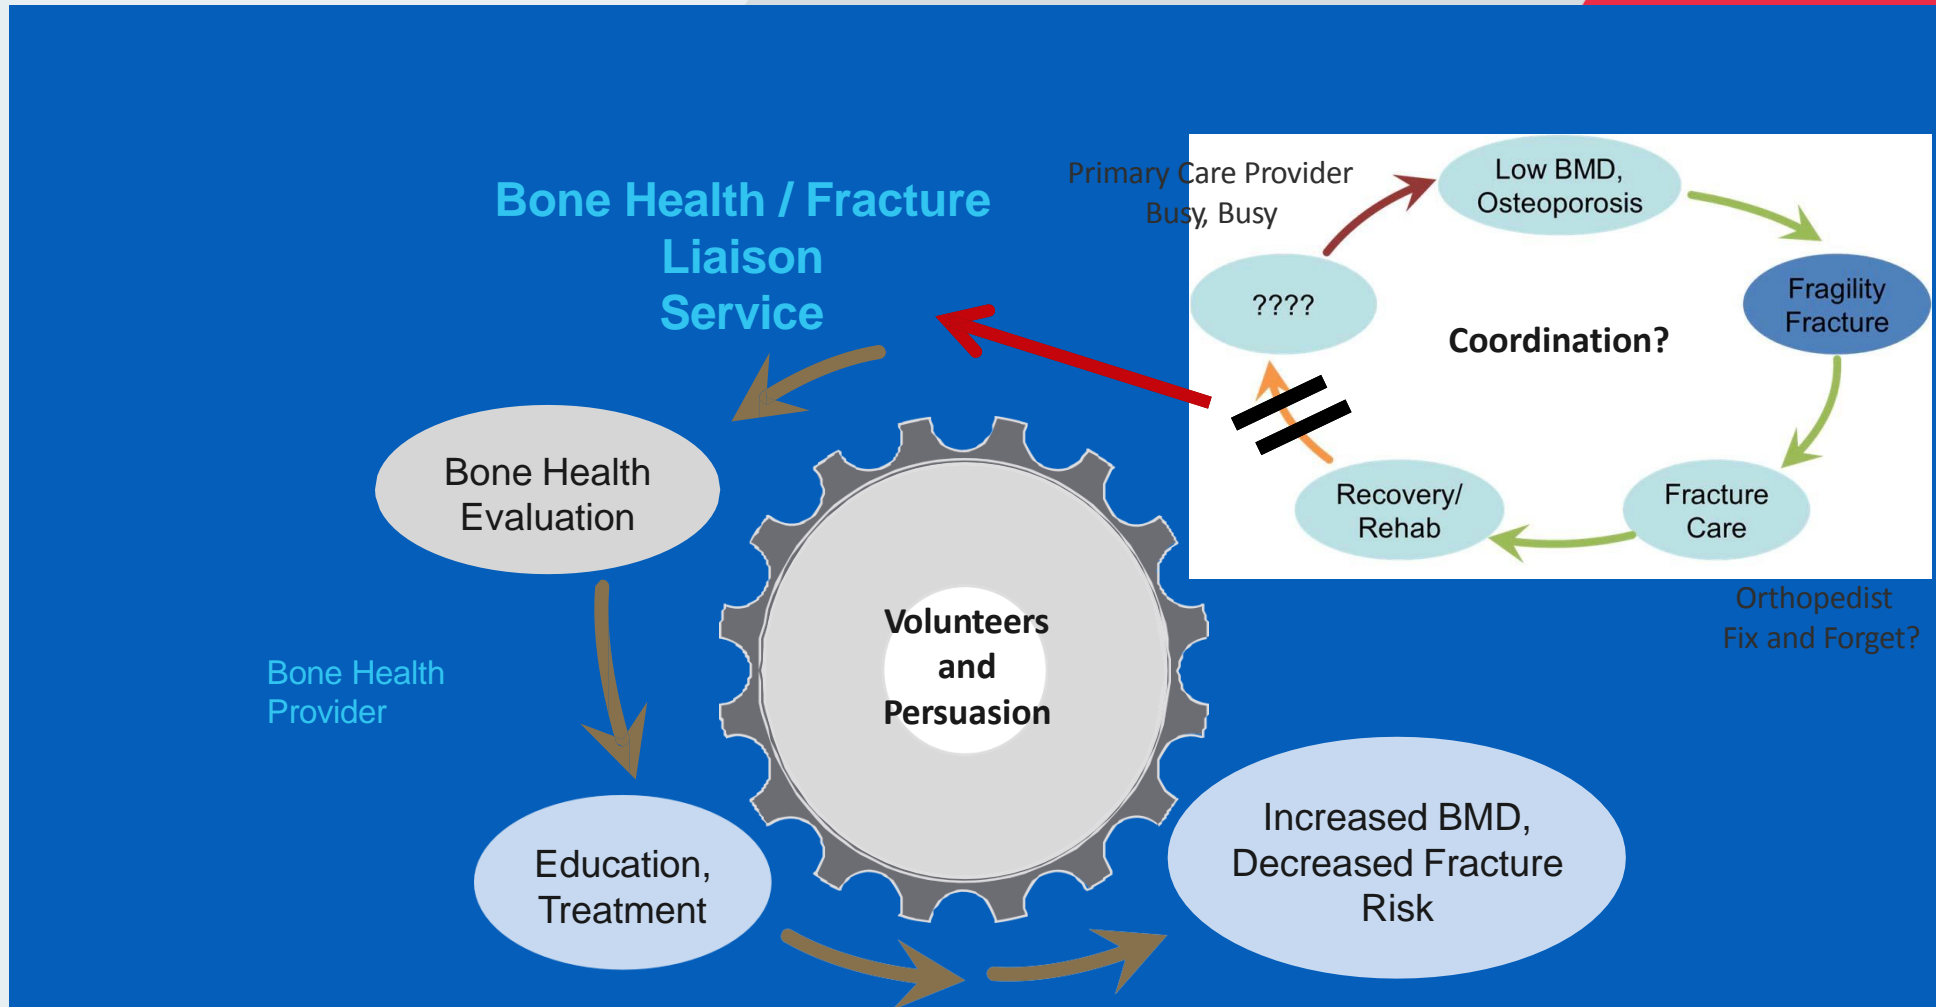 Bone Health / Fracture
Liaison
Service
Primary Care Provider
Busy, Busy
Low BMD,
Osteoporosis
Fragility
Fracture
????
Coordination?
Recovery/
Rehab
Fracture
Care
Orthopedist
Fix and Forget?
Bone Health
Evaluation
Volunteers
and
Persuasion
Bone Health
Provider
Education,
Treatment
Increased BMD,
Decreased Fracture
Risk